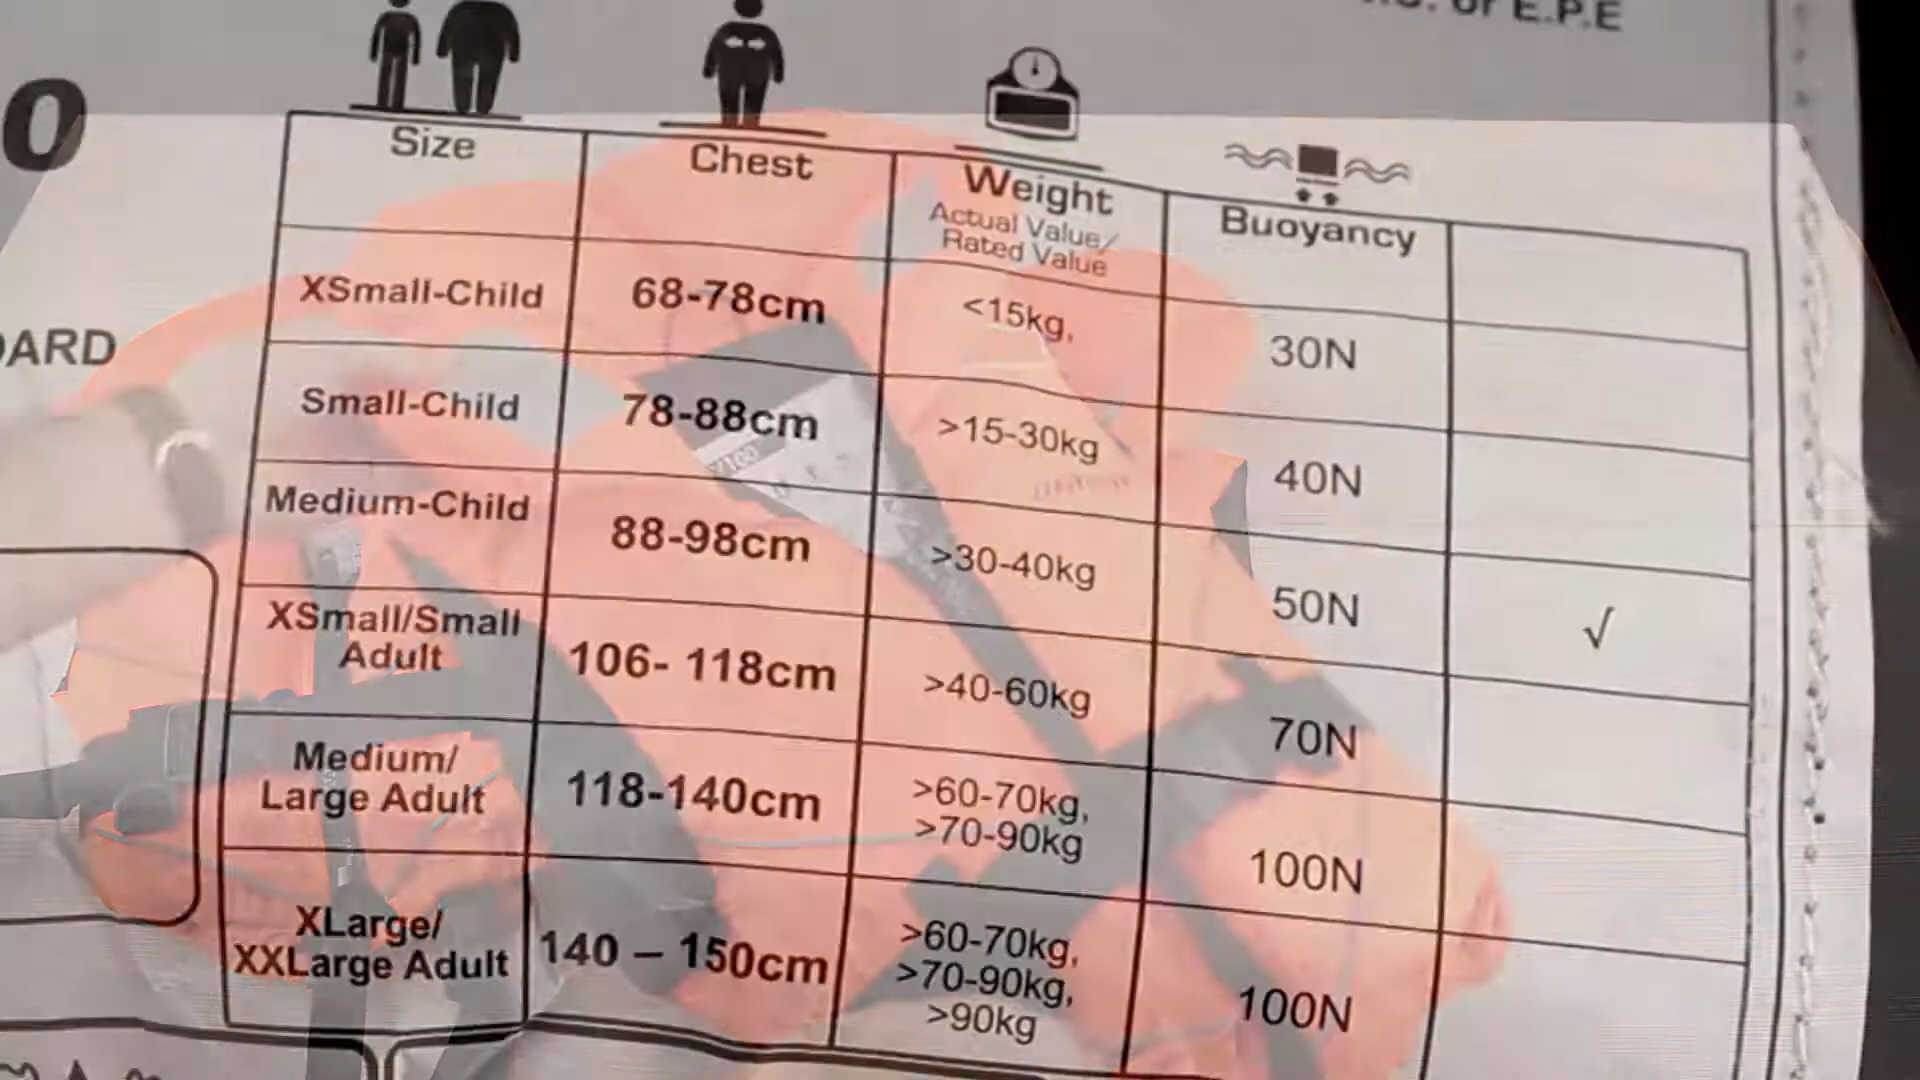 E.P.E
0
Size
Chest
Weight
Actual Value/
Rated Value
Buoyancy
XSmall-Child
68-78cm
<15kg,
30N
ARD
Small-Child
78-88cm
>15-30kg
40N
Medium-Child
88-98cm
>30-40kg
50N
√
XSmall/Small
Adult
106- 118cm
>40-60kg
70N
Medium/
Large Adult
118-140cm
>60-70kg,
>70-90kg
100N
XLarge/
XXLarge Adult
140 – 150cm
>60-70kg,
>70-90kg,
>90kg
100N